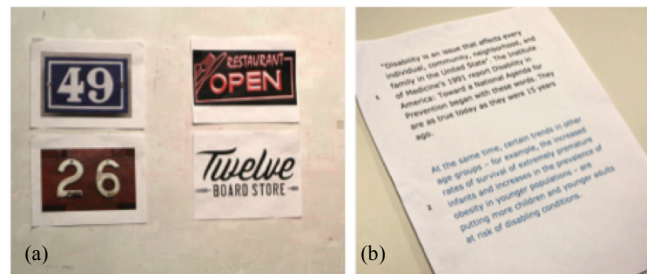 49
RESTAURANT
OPEN
26
Twelve
BOARD STORE
(a)
"Disability is an issue that affects every
individual, community, neighborhood, and
family in the United State". The Institute
of Medicine's 1991 report Disability in
America: Toward a National Agenda for
Prevention began with these words. They
are as true today as they were 15 years
ago.
1
At the same time, certain trends in other
age groups – for example, the increased
rates of survival of extremely premature
infants and increases in the prevalence of
obesity in younger populations – are
putting more children and younger adults
at risk of disabling conditions.
2
(b)